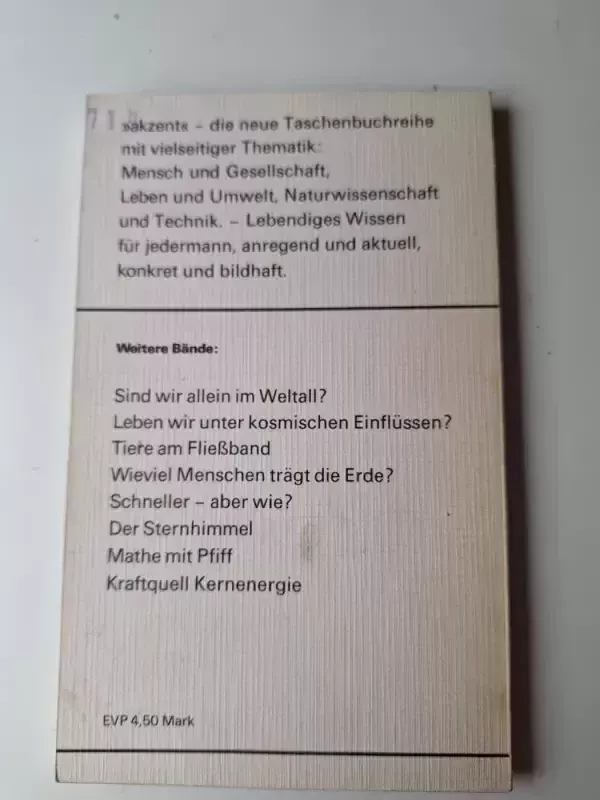 »akzent« – die neue Taschenbuchreihe
mit vielseitiger Thematik:
Mensch und Gesellschaft,
Leben und Umwelt, Naturwissenschaft
und Technik. – Lebendiges Wissen
für jedermann, anregend und aktuell,
konkret und bildhaft.
Weitere Bände:
Sind wir allein im Weltall?
Leben wir unter kosmischen Einflüssen?
Tiere am Fließband
Wieviel Menschen trägt die Erde?
Schneller – aber wie?
Der Sternhimmel
Mathe mit Pfiff
Kraftquell Kernenergie
EVP 4,50 Mark